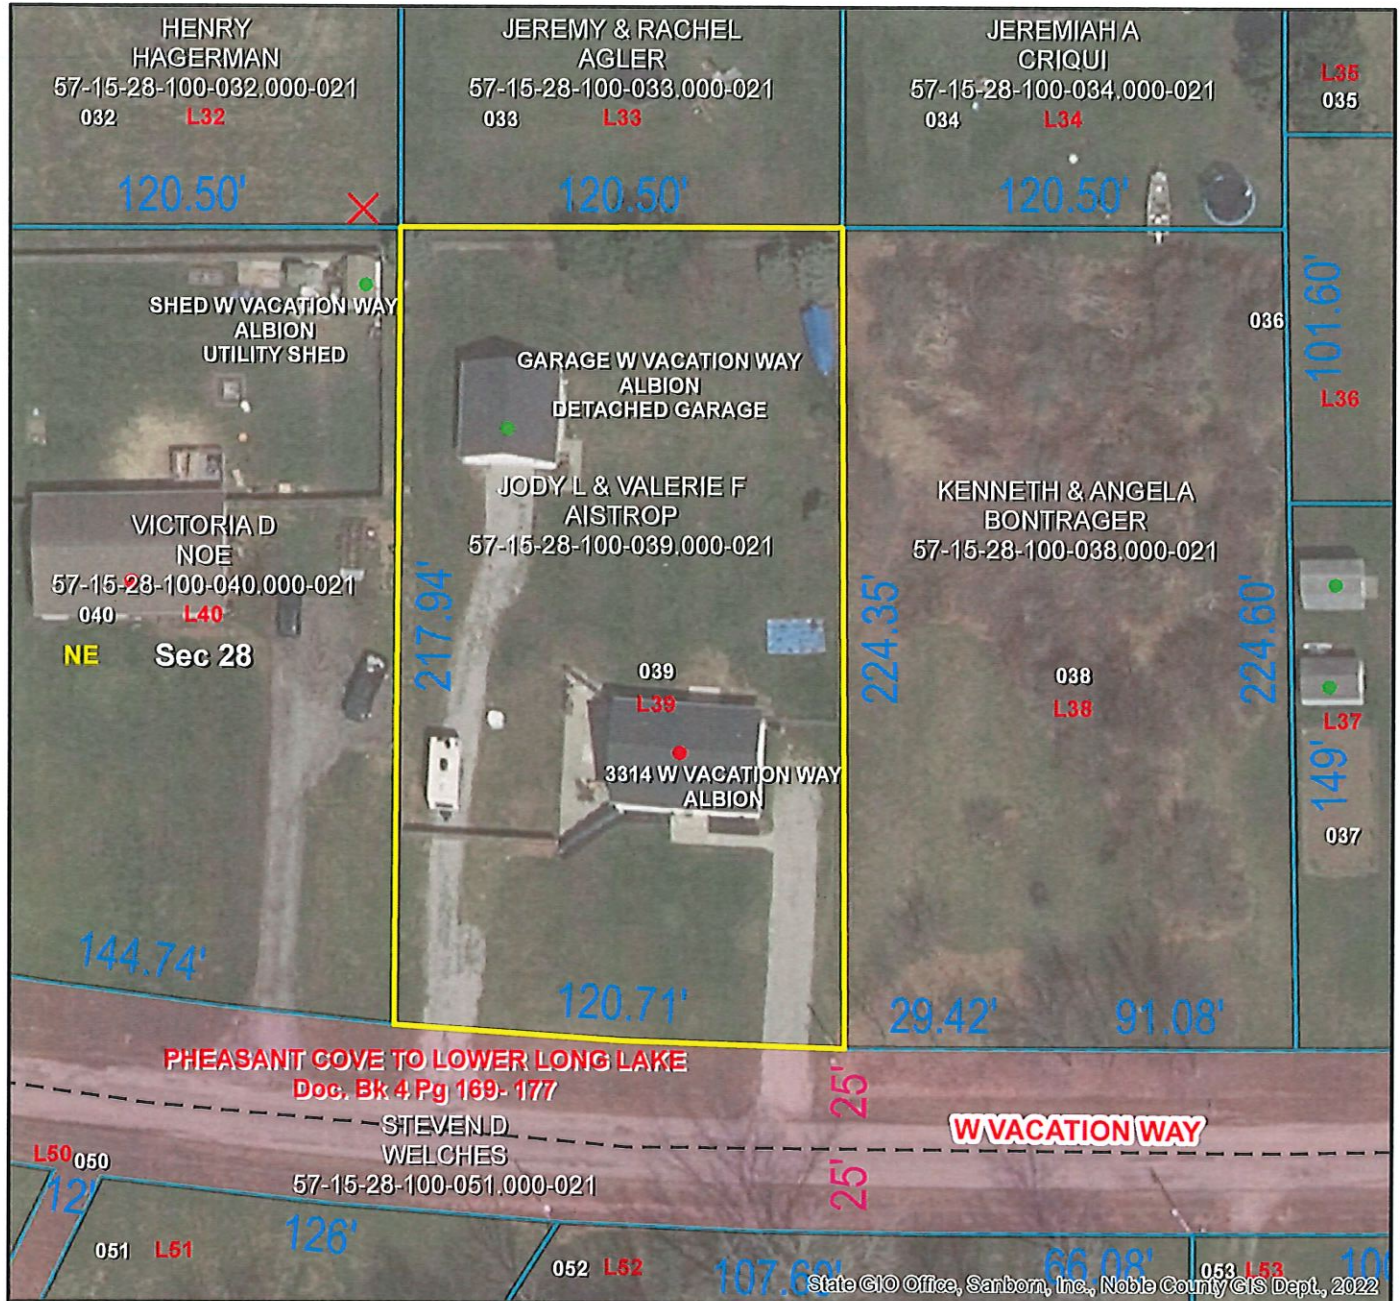 HENRY
HAGERMAN
57-15-28-100-032.000-021
032 L32
120.50'
JEREMY & RACHEL
AGLER
57-15-28-100-033.000-021
033 L33
120.50'
JEREMIAH A
CRIQUI
57-15-28-100-034.000-021
034 L34
120.50'
L35
035
SHED W VACATION WAY
ALBION
UTILITY SHED
GARAGE W VACATION WAY
ALBION
DETACHED GARAGE
036
101.60'
L36
VICTORIA D
NOE
57-15-28-100-040.000-021
040 L40
NE Sec 28
JODY L & VALERIE F
AISTROP
57-15-28-100-039.000-021
217.94'
039
L39
3314 W VACATION WAY
ALBION
KENNETH & ANGELA
BONTRAGER
57-15-28-100-038.000-021
224.35'
038
L38
224.60'
L37
149'
037
144.74'
120.71'
29.42'
91.08'
PHEASANT COVE TO LOWER LONG LAKE
Doc. Bk 4 Pg 169- 177
25'
W VACATION WAY
STEVEN D
WELCHES
57-15-28-100-051.000-021
25'
L50 050
12'
051 L51
126'
052 L52
107.69'
66.08'
053 L53
State GIO Office, Sanborn, Inc., Noble County GIS Dept., 2022